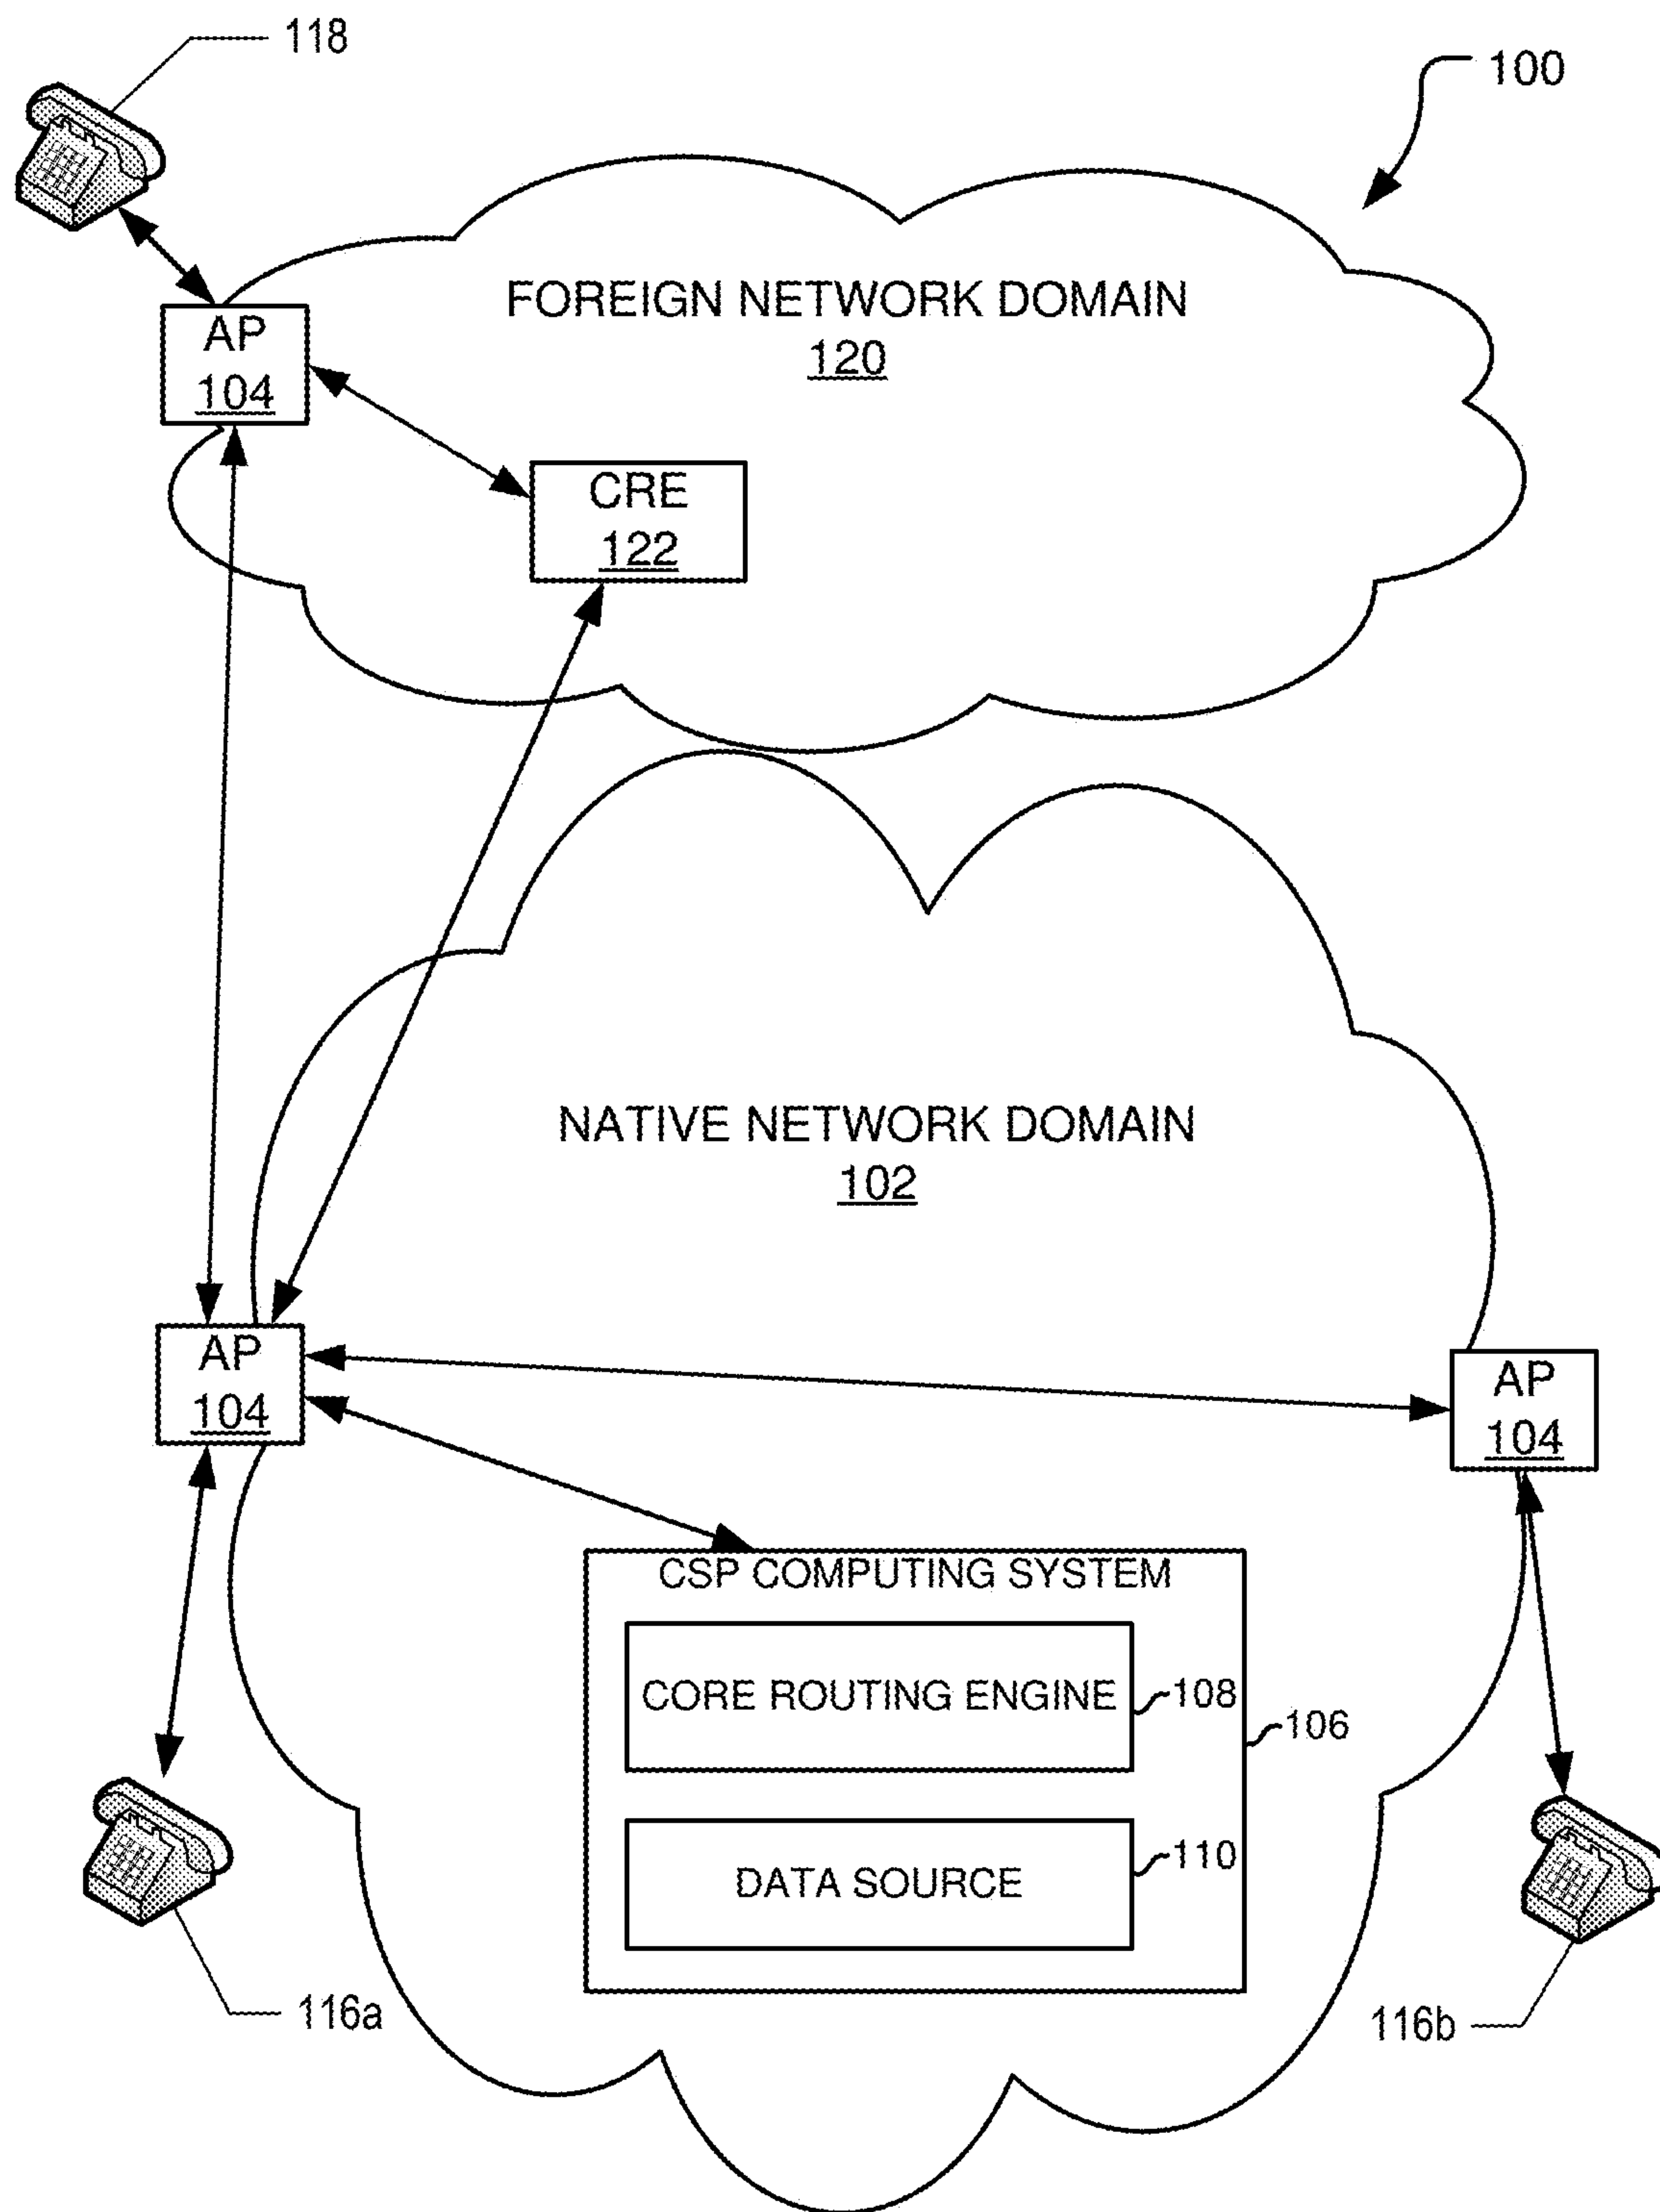 118
100
FOREIGN NETWORK DOMAIN
120
AP
104
CRE
122
NATIVE NETWORK DOMAIN
102
AP
104
AP
104
CSP COMPUTING SYSTEM
CORE ROUTING ENGINE
108
106
DATA SOURCE
110
116a
116b